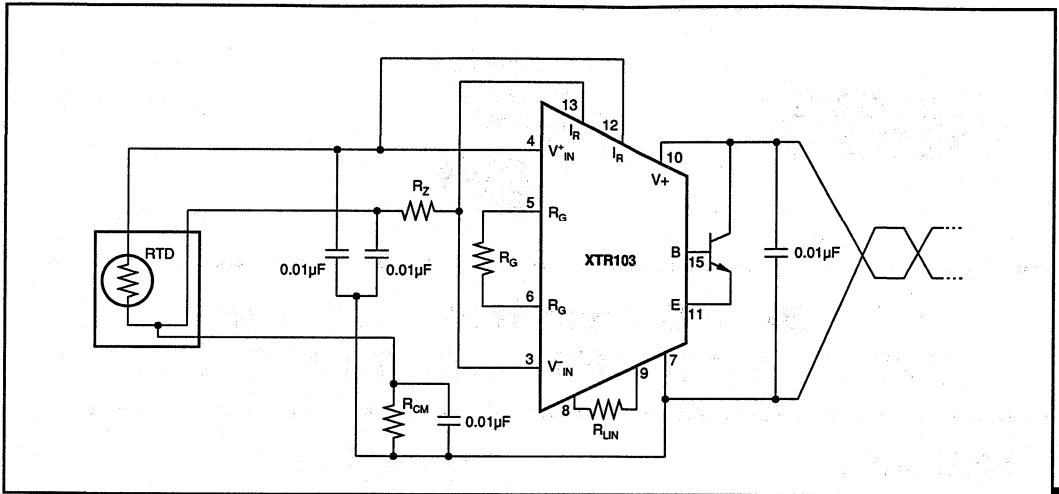 13
I_R
12
I_R
4
V⁺_IN
10
V+
R_Z
5
R_G
RTD
0.01µF
0.01µF
R_G
XTR103
B
15
0.01µF
6
R_G
E
11
3
V⁻_IN
7
9
8
R_LIN
R_CM
0.01µF